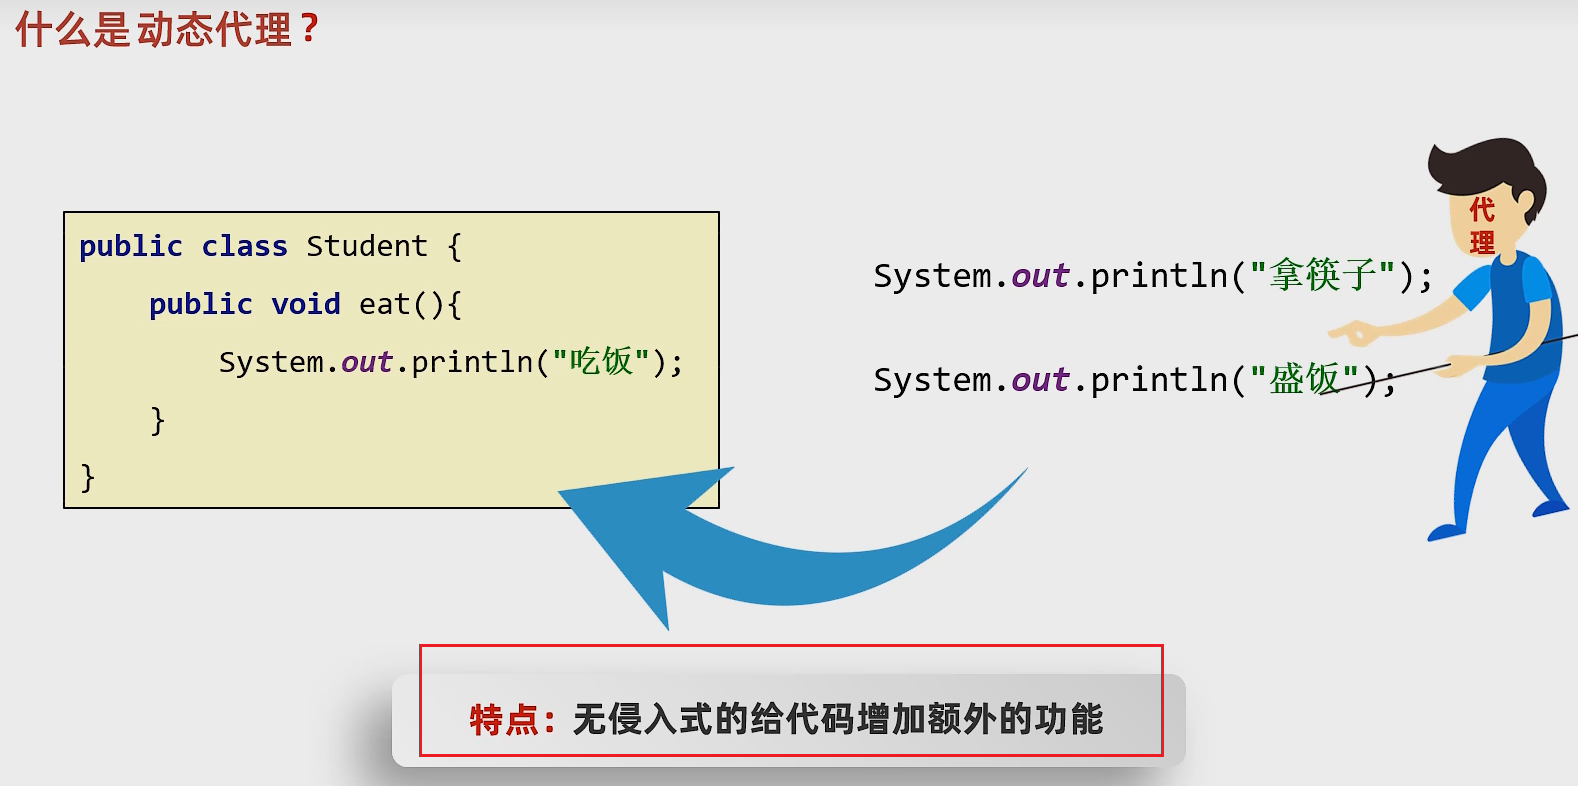 什么是动态代理？
public class Student {
public void eat(){
System.out.println("吃饭");
}
}
System.out.println("拿筷子");
System.out.println("盛饭");
代
理
特点：无侵入式的给代码增加额外的功能